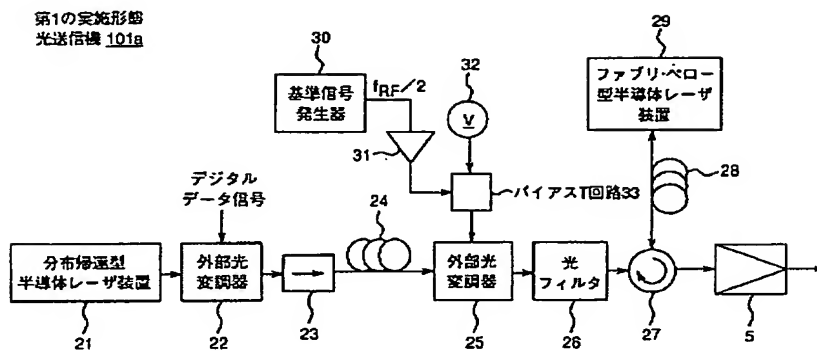 第1の実施形態
光送信機 101a
30
基準信号
発生器
fRF/2
31
32
V
バイアスT回路33
29
ファブリ・ペロー
型半導体レーザ
装置
28
デジタル
データ信号
24
分布帰還型
半導体レーザ装置
21
外部光
変調器
22
23
外部光
変調器
25
光
フィルタ
26
27
5